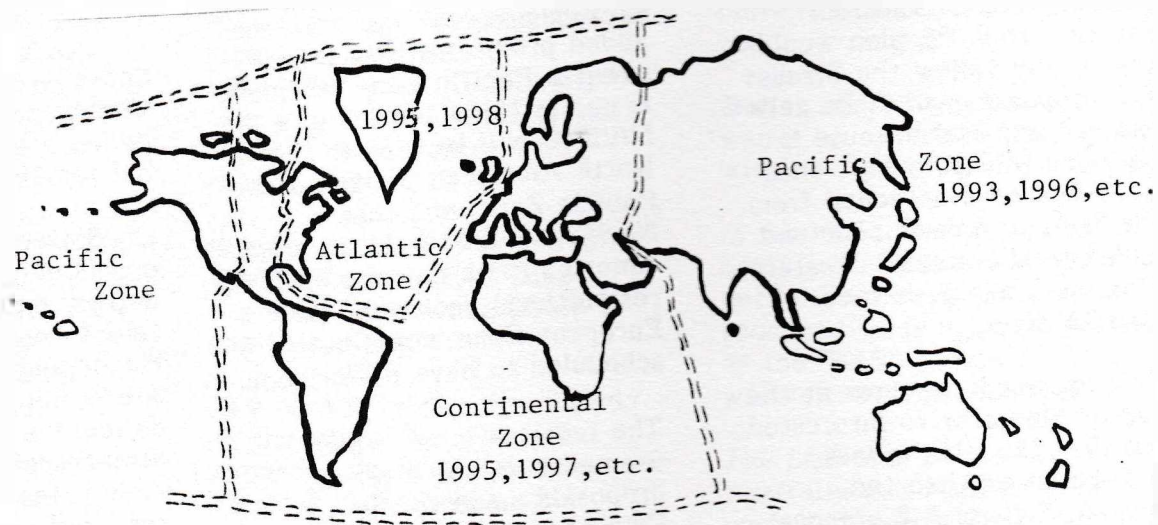 1995,1998
Pacific Zone
1993,1996,etc.
Pacific
Zone
Atlantic
Zone
Continental
Zone
1995,1997,etc.